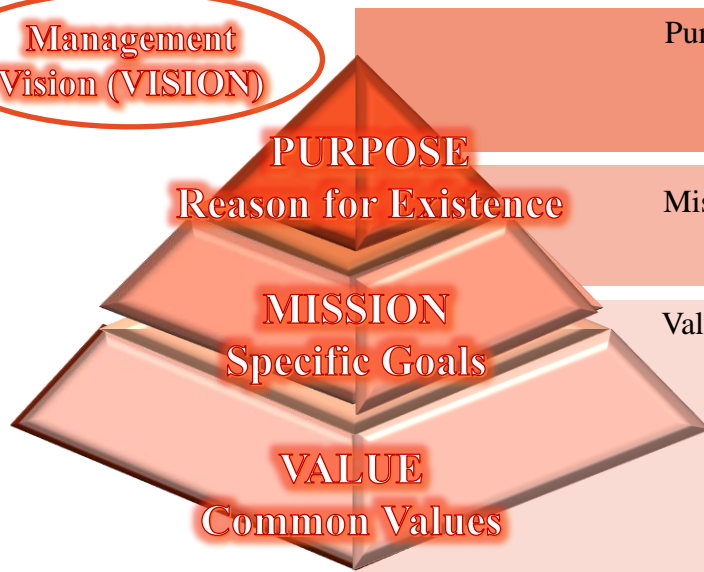 Management
Vision (VISION)
PURPOSE
Reason for Existence
MISSION
Specific Goals
VALUE
Common Values